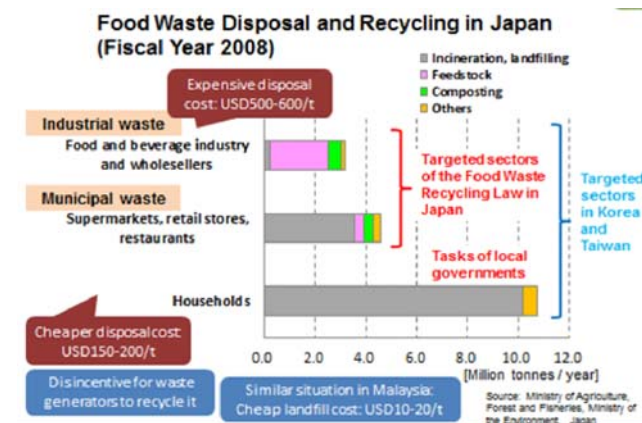 Food Waste Disposal and Recycling in Japan
(Fiscal Year 2008)
Incineration, landfilling
Feedstock
Composting
Others
Expensive disposal
cost: USD500-600/t
Industrial waste
Food and beverage industry
and wholesellers
Municipal waste
Supermarkets, retail stores,
restaurants
Households
Targeted sectors
of the Food Waste
Recycling Law in
Japan
Tasks of local
governments
Targeted
sectors
in Korea
and
Taiwan
Cheaper disposal cost:
USD150-200/t
0.0 2.0 4.0 6.0 8.0 10.0 12.0
[Million tonnes / year]
Disincentive for waste
generators to recycle it
Similar situation in Malaysia:
Cheap landfill cost: USD10-20/t
Source: Ministry of Agriculture,
Forest and Fisheries, Ministry of
the Environment, Japan